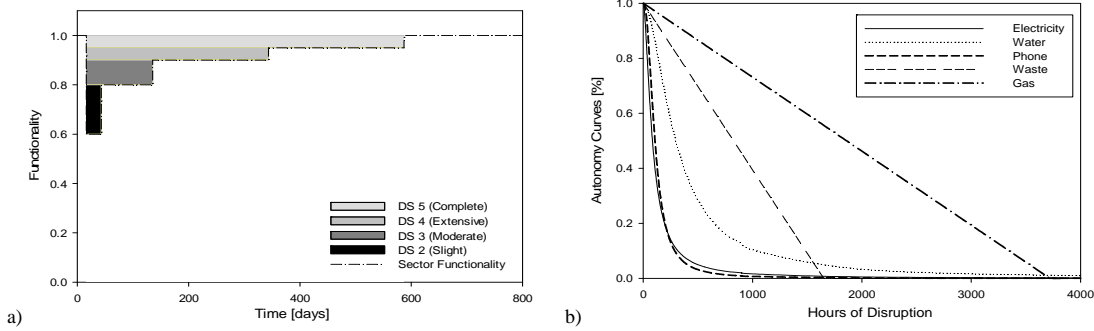 a)
Functionality
1.0
1.0
0.8
0.6
0.4
0.2
0.0
0 200 400 600 800
Time [days]
DS 5 (Complete)
DS 4 (Extensive)
DS 3 (Moderate)
DS 2 (Slight)
Sector Functionality
b)
Autonomy Curves [%]
1.0
0.8
0.6
0.4
0.2
0.0
0 1000 2000 3000 4000
Hours of Disruption
Electricity
Water
Phone
Waste
Gas